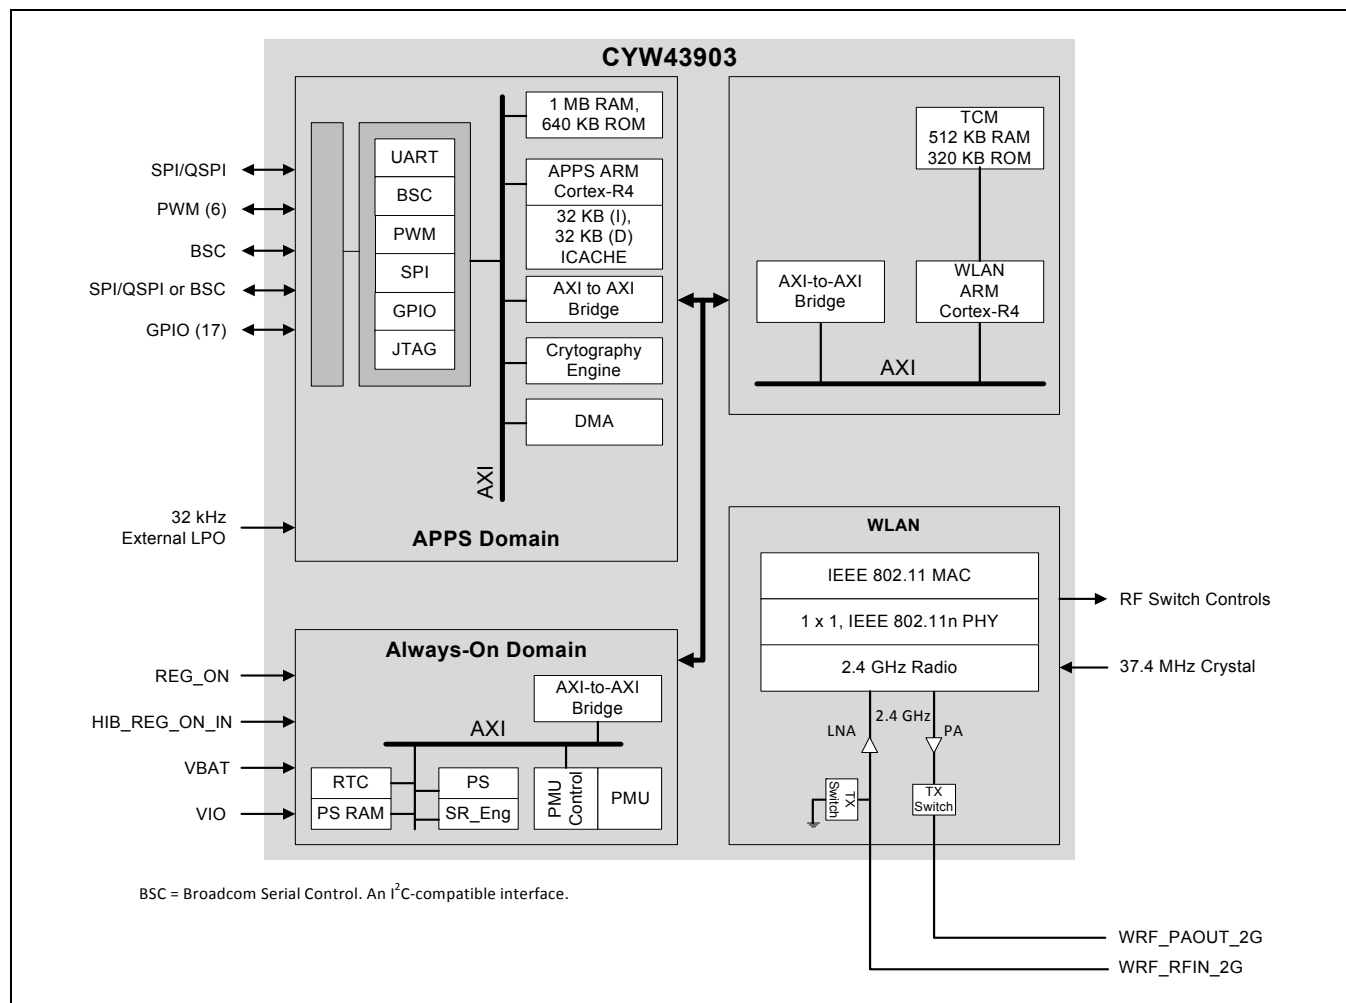 CYW43903
SPI/QSPI
PWM (6)
BSC
SPI/QSPI or BSC
GPIO (17)
32 kHz
External LPO
UART
BSC
PWM
SPI
GPIO
JTAG
AXI
1 MB RAM,
640 KB ROM
APPS ARM
Cortex-R4
32 KB (I),
32 KB (D)
ICACHE
AXI to AXI
Bridge
Crytography
Engine
DMA
APPS Domain
TCM
512 KB RAM
320 KB ROM
AXI-to-AXI
Bridge
WLAN
ARM
Cortex-R4
AXI
REG_ON
HIB_REG_ON_IN
VBAT
VIO
Always-On Domain
AXI-to-AXI
Bridge
AXI
RTC
PS RAM
PS
SR_Eng
PMU
Control
PMU
WLAN
IEEE 802.11 MAC
1 x 1, IEEE 802.11n PHY
2.4 GHz Radio
2.4 GHz
LNA
PA
TX
Switch
TX
Switch
RF Switch Controls
37.4 MHz Crystal
WRF_PAOUT_2G
WRF_RFIN_2G
BSC = Broadcom Serial Control. An I²C-compatible interface.